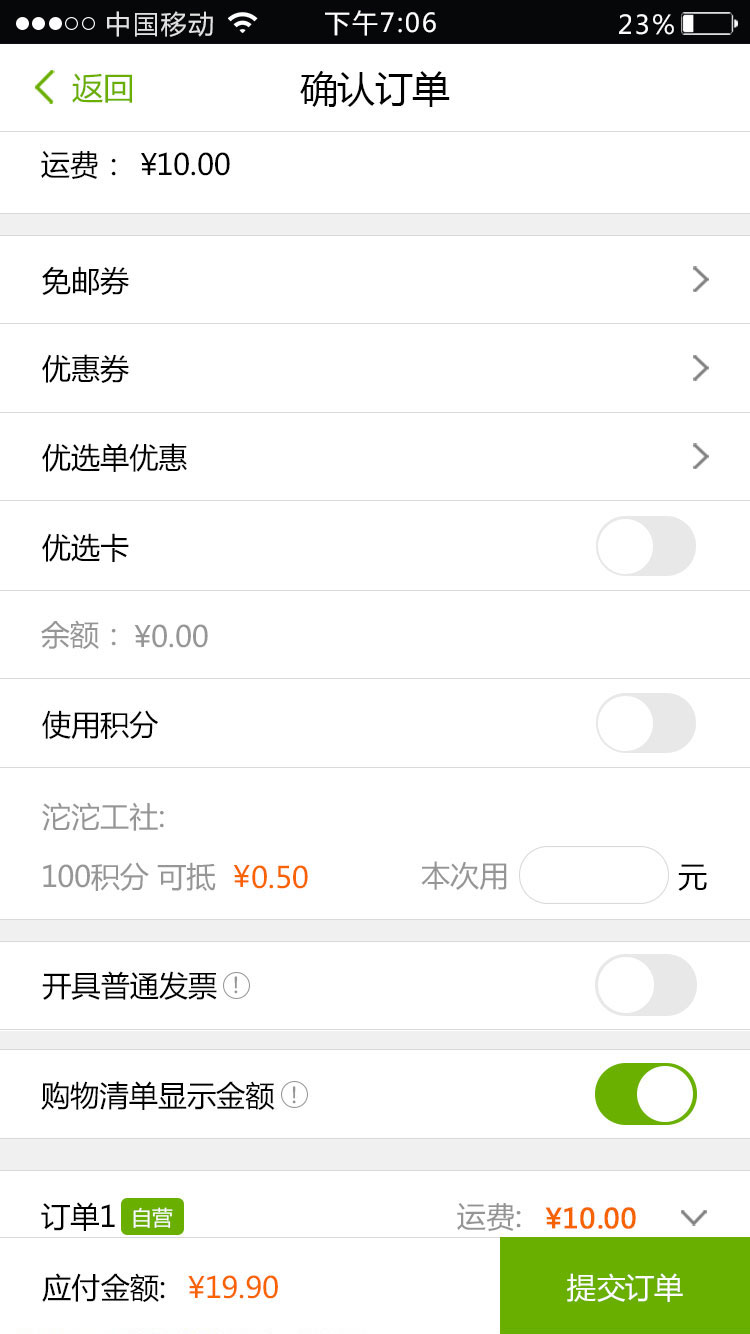 中国移动 下午7:06 23%
返回 确认订单
运费： ¥10.00
免邮券
优惠券
优选单优惠
优选卡
余额： ¥0.00
使用积分
沱沱工社:
100积分 可抵 ¥0.50 本次用 元
开具普通发票
购物清单显示金额
订单1 自营 运费: ¥10.00
应付金额: ¥19.90 提交订单